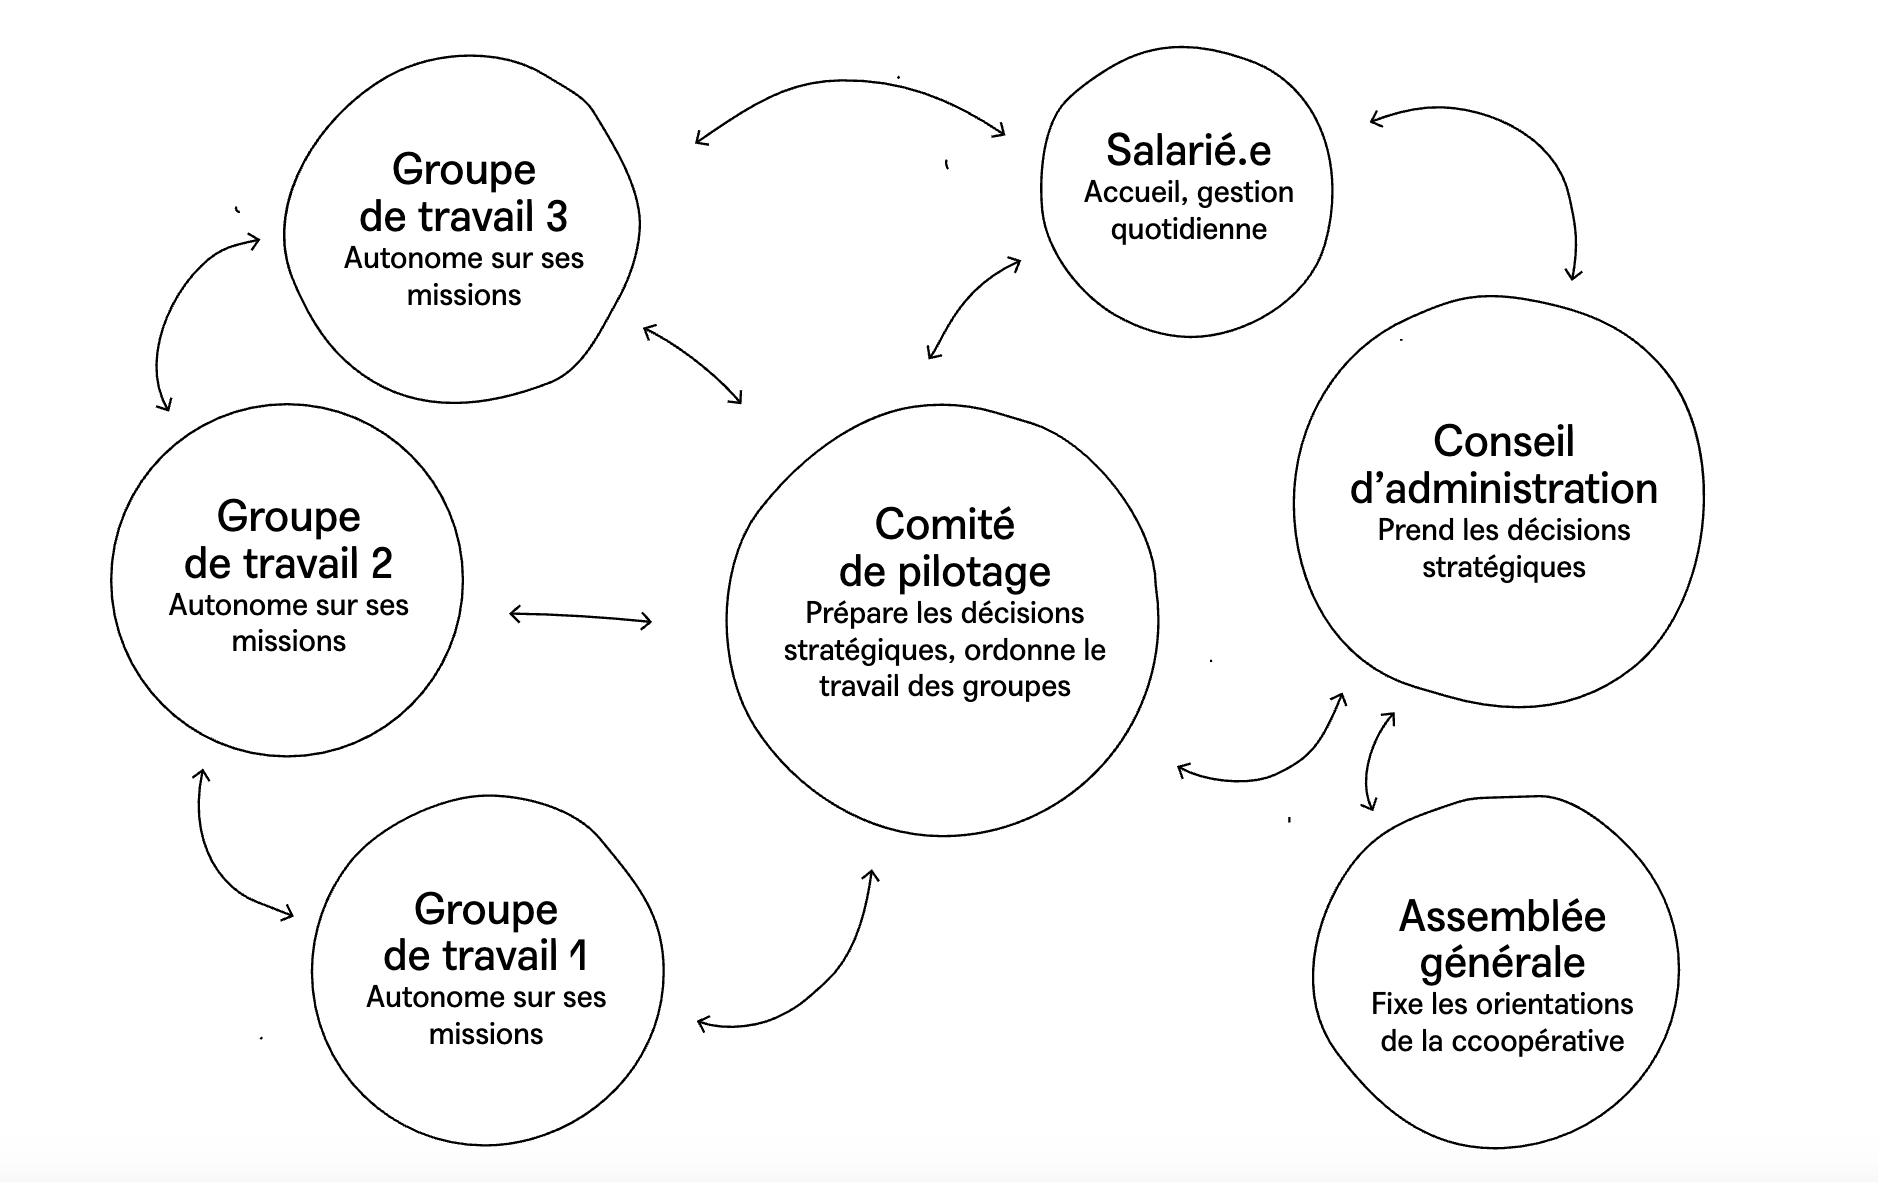 Groupe
de travail 3
Autonome sur ses
missions
Salarié.e
Accueil, gestion
quotidienne
Groupe
de travail 2
Autonome sur ses
missions
Comité
de pilotage
Prépare les décisions
stratégiques, ordonne le
travail des groupes
Conseil
d’administration
Prend les décisions
stratégiques
Groupe
de travail 1
Autonome sur ses
missions
Assemblée
générale
Fixe les orientations
de la ccoopérative